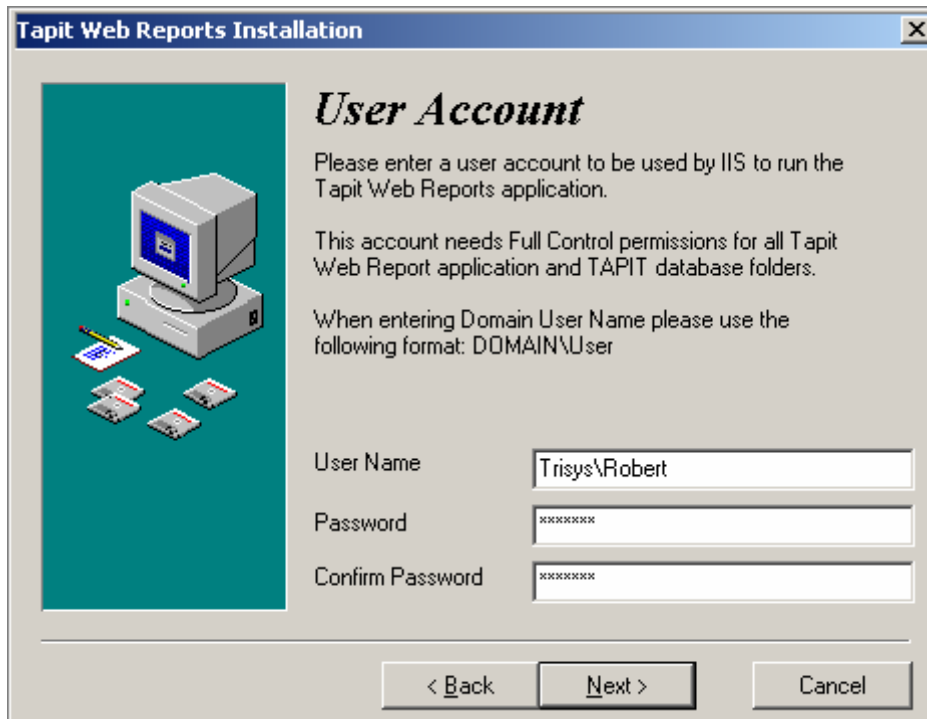 Tapit Web Reports Installation
User Account
Please enter a user account to be used by IIS to run the
Tapit Web Reports application.
This account needs Full Control permissions for all Tapit
Web Report application and TAPIT database folders.
When entering Domain User Name please use the
following format: DOMAIN\User
User Name
Trisys\Robert
Password
*******
Confirm Password
*******
< Back
Next >
Cancel